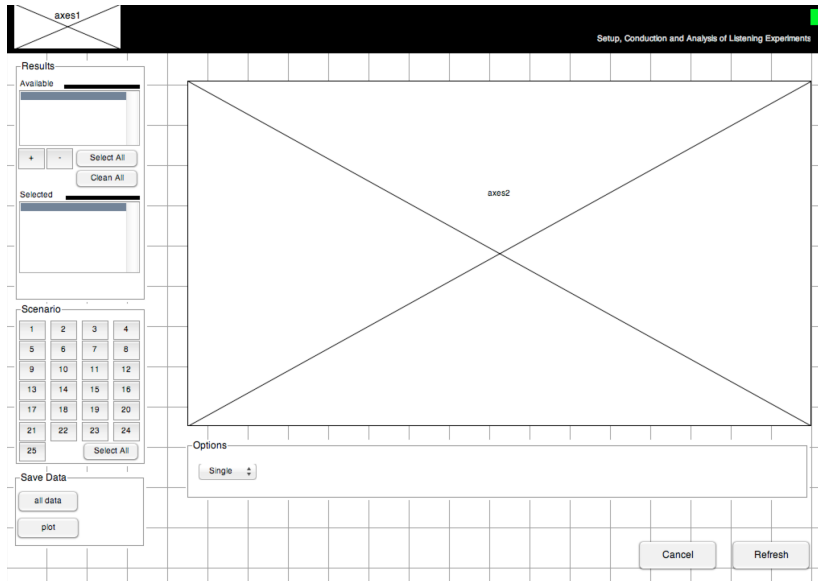 axes1
Setup, Conduction and Analysis of Listening Experiments
Results
Available
+ - Select All
Clean All
Selected
Scenario
1 2 3 4
5 6 7 8
9 10 11 12
13 14 15 16
17 18 19 20
21 22 23 24
25 Select All
Save Data
all data
plot
axes2
Options
Single
Cancel Refresh